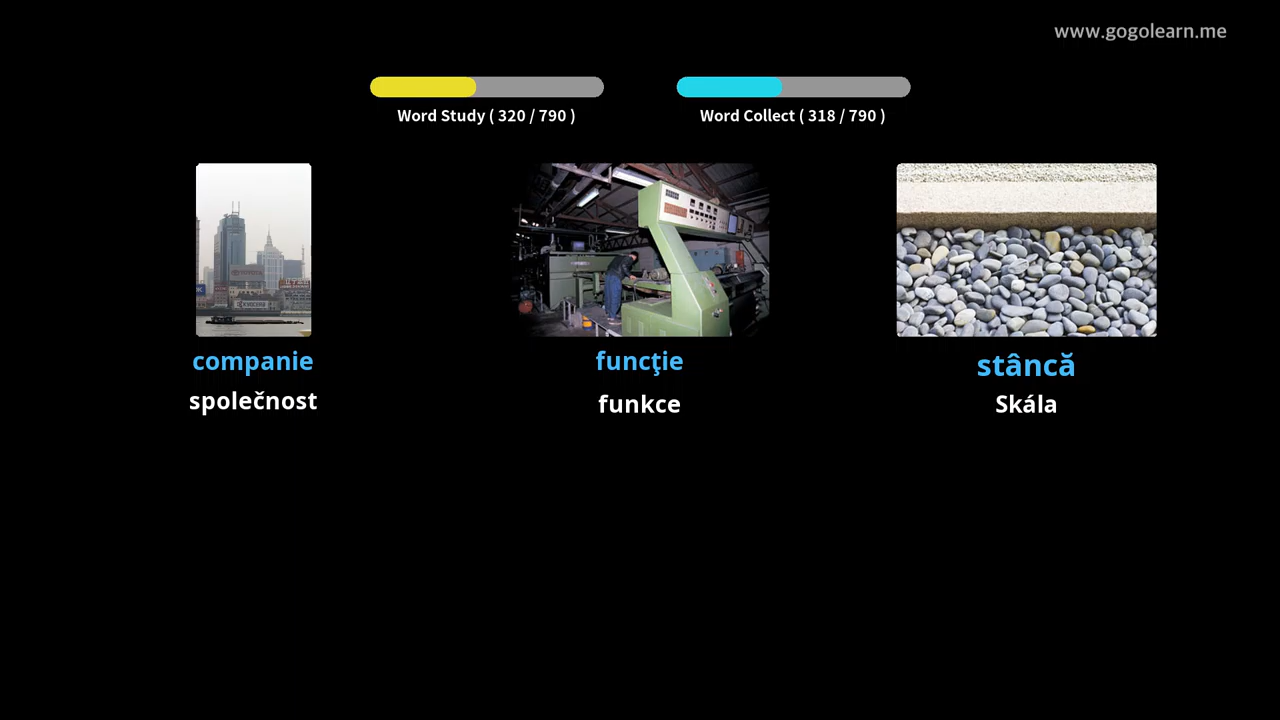 www.gogolearn.me
Word Study ( 320 / 790 )
Word Collect ( 318 / 790 )
companie
funcţie
stâncă
společnost
funkce
Skála